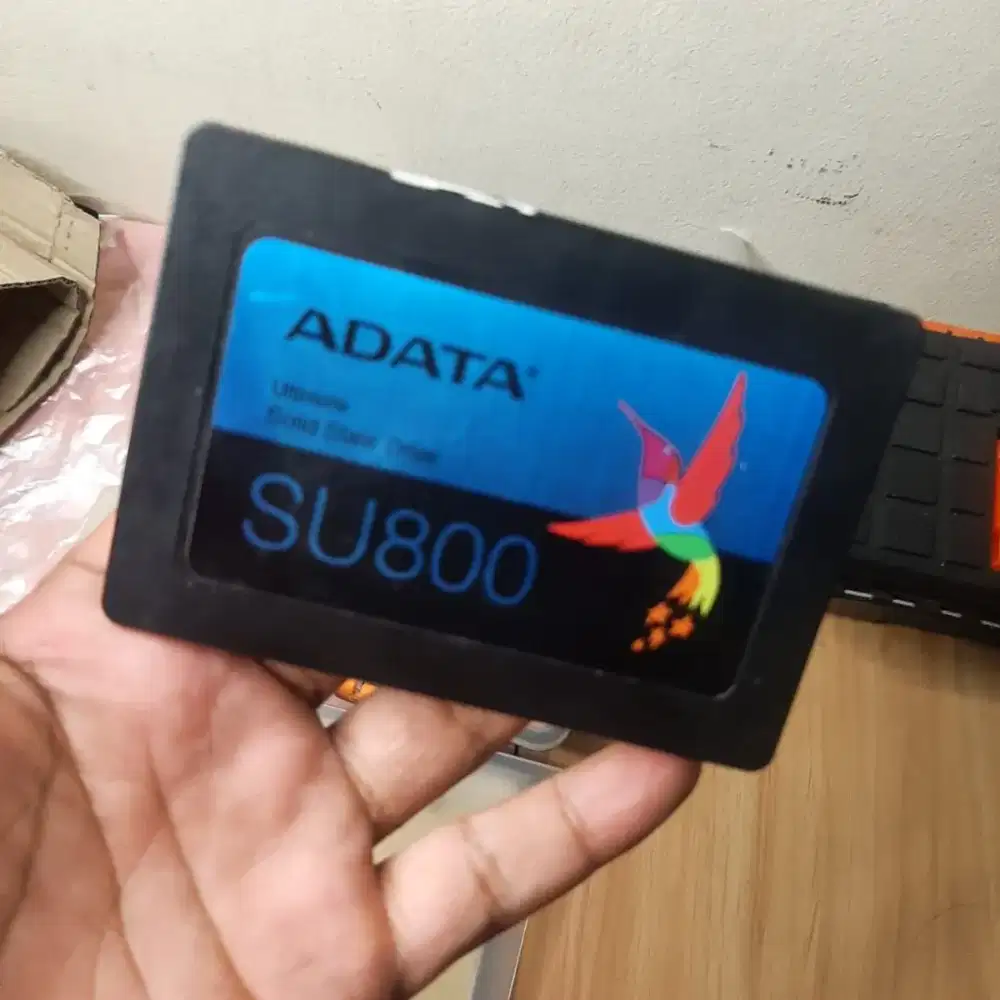 ADATA
Ultimate
Solid State Drive
SU800